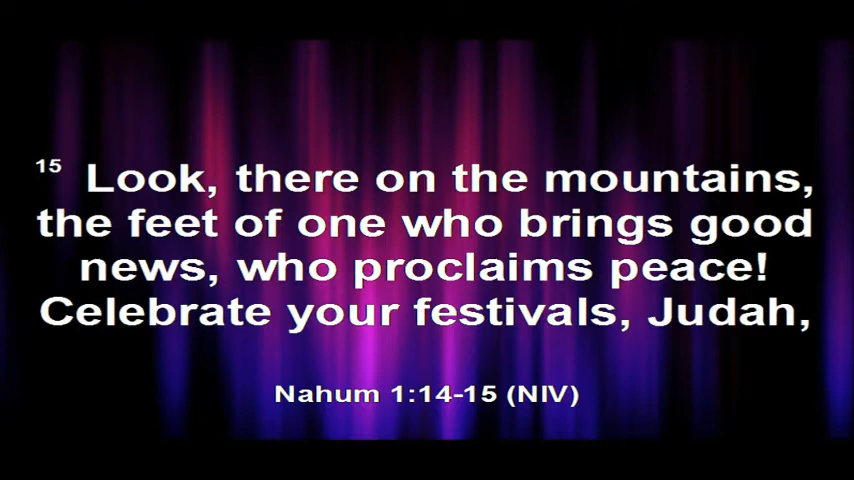 15 Look, there on the mountains,
the feet of one who brings good
news, who proclaims peace!
Celebrate your festivals, Judah,
Nahum 1:14-15 (NIV)